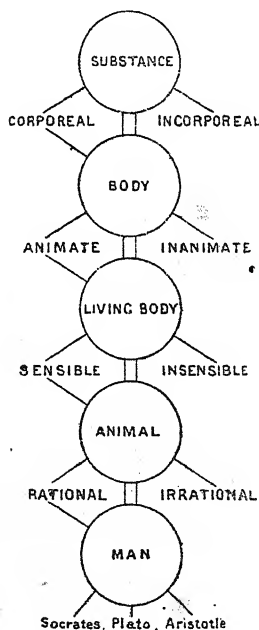 SUBSTANCE
CORPOREAL INCORPOREAL
BODY
ANIMATE INANIMATE
LIVING BODY
SENSIBLE INSENSIBLE
ANIMAL
RATIONAL IRRATIONAL
MAN
Socrates, Plato, Aristotle